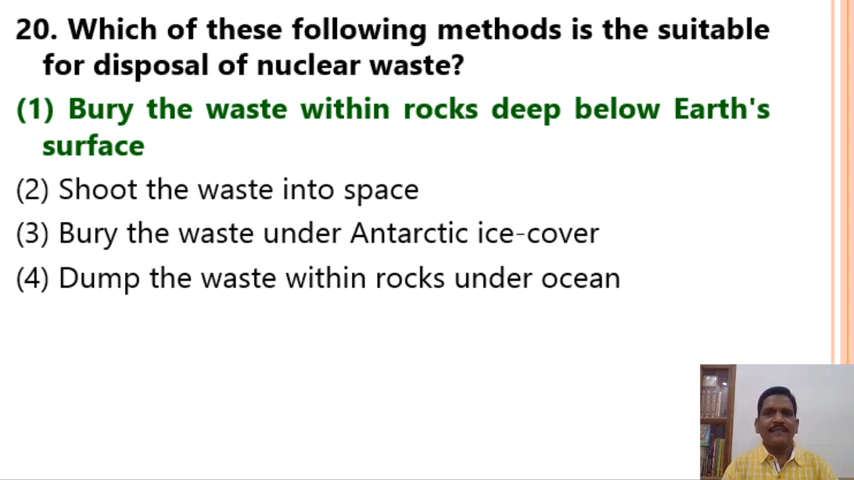 20. Which of these following methods is the suitable
for disposal of nuclear waste?
(1) Bury the waste within rocks deep below Earth's
surface
(2) Shoot the waste into space
(3) Bury the waste under Antarctic ice-cover
(4) Dump the waste within rocks under ocean